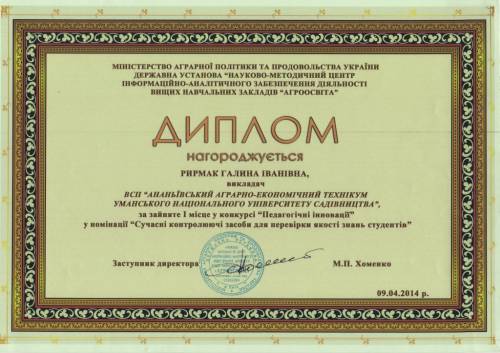 МІНІСТЕРСТВО АГРАРНОЇ ПОЛІТИКИ ТА ПРОДОВОЛЬСТВА УКРАЇНИ
ДЕРЖАВНА УСТАНОВА "НАУКОВО-МЕТОДИЧНИЙ ЦЕНТР
ІНФОРМАЦІЙНО-АНАЛІТИЧНОГО ЗАБЕЗПЕЧЕННЯ ДІЯЛЬНОСТІ
ВИЩИХ НАВЧАЛЬНИХ ЗАКЛАДІВ "АГРООСВІТА"
ДИПЛОМ
нагороджується
РИРМАК ГАЛИНА ІВАНІВНА,
викладач
ВСП "АНАНЬЇВСЬКИЙ АГРАРНО-ЕКОНОМІЧНИЙ ТЕХНІКУМ
УМАНСЬКОГО НАЦІОНАЛЬНОГО УНІВЕРСИТЕТУ САДІВНИЦТВА",
за зайняте І місце у конкурсі "Педагогічні інновації"
у номінації "Сучасні контролюючі засоби для перевірки якості знань студентів"
Заступник директора М.П. Хоменко
09.04.2014 р.